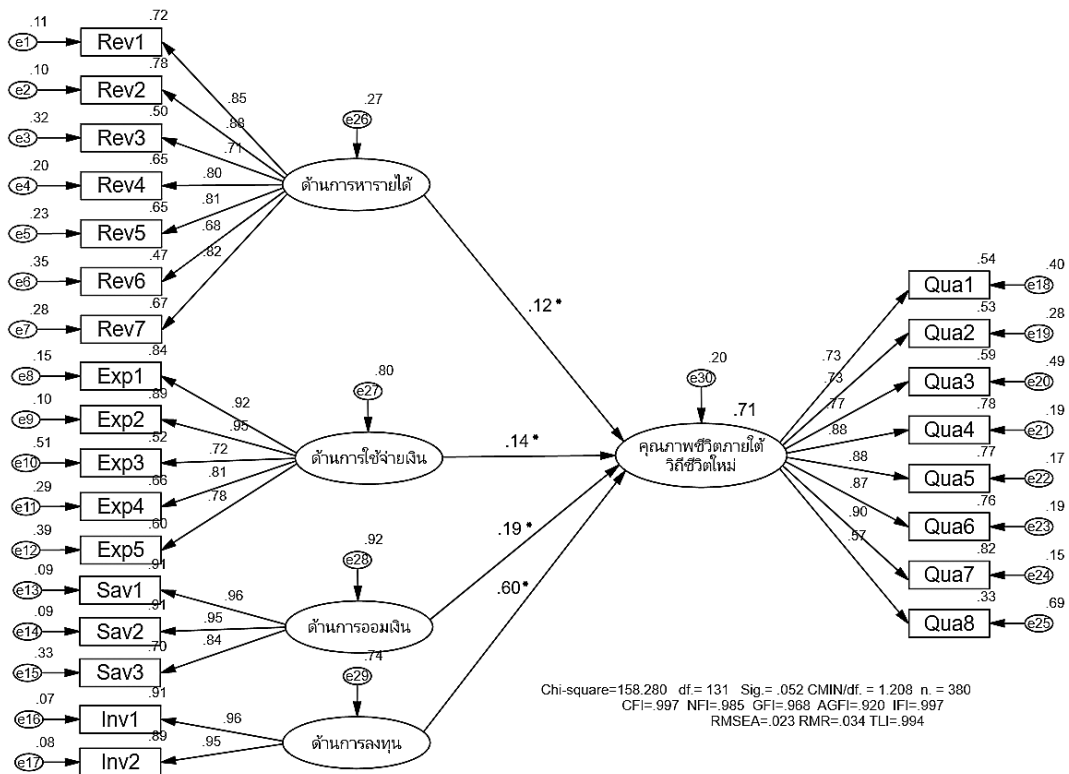 .11 .72
e1 Rev1
.10 .78
e2 Rev2
.32 .50
e3 Rev3
.20 .65
e4 Rev4
.23 .65
e5 Rev5
.35 .47
e6 Rev6
.28 .67
e7 Rev7
.85
.88
.71
.80
.81
.68
.82
.27
e26
ด้านการหารายได้
.12*
.15 .84
e8 Exp1
.10 .89
e9 Exp2
.51 .52
e10 Exp3
.29 .66
e11 Exp4
.39 .60
e12 Exp5
.92
.95
.72
.81
.78
.80
e27
ด้านการใช้จ่ายเงิน
.14*
.09 .91
e13 Sav1
.09 .91
e14 Sav2
.33 .70
e15 Sav3
.96
.95
.84
.92
e28
ด้านการออมเงิน
.19*
.07 .91
e16 Inv1
.08 .89
e17 Inv2
.96
.95
.74
e29
ด้านการลงทุน
.60*
.20
e30
.71
คุณภาพชีวิตภายใต้
วิถีชีวิตใหม่
.73
.73
.77
.88
.88
.87
.90
.57
.54 .40
Qua1 e18
.53 .28
Qua2 e19
.59 .49
Qua3 e20
.78 .19
Qua4 e21
.77 .17
Qua5 e22
.76 .19
Qua6 e23
.82 .15
Qua7 e24
.33 .69
Qua8 e25
Chi-square=158.280 df.= 131 Sig.= .052 CMIN/df. = 1.208 n. = 380
CFI=.997 NFI=.985 GFI=.968 AGFI=.920 IFI=.997
RMSEA=.023 RMR=.034 TLI=.994